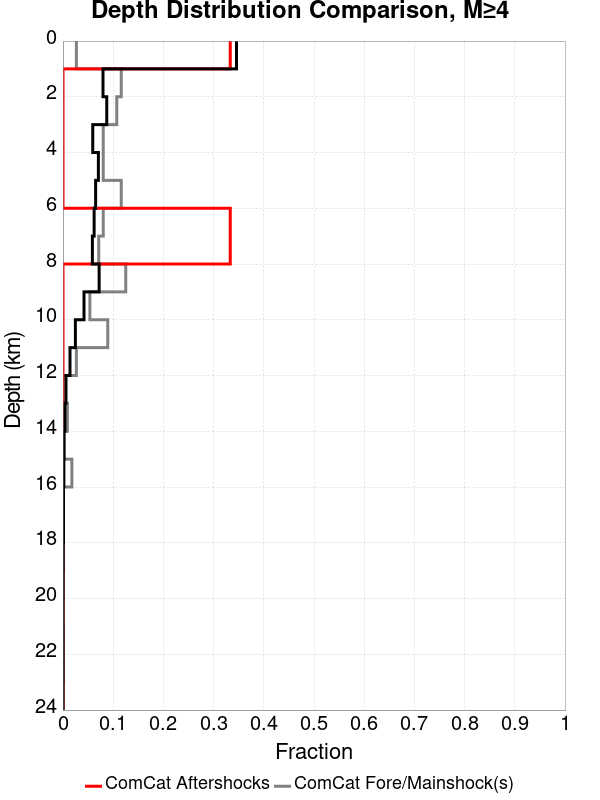 Depth Distribution Comparison, M≥4
0
2
4
6
8
10
12
14
16
18
20
22
24
Depth (km)
0 0.1 0.2 0.3 0.4 0.5 0.6 0.7 0.8 0.9 1
Fraction
ComCat Aftershocks ComCat Fore/Mainshock(s)